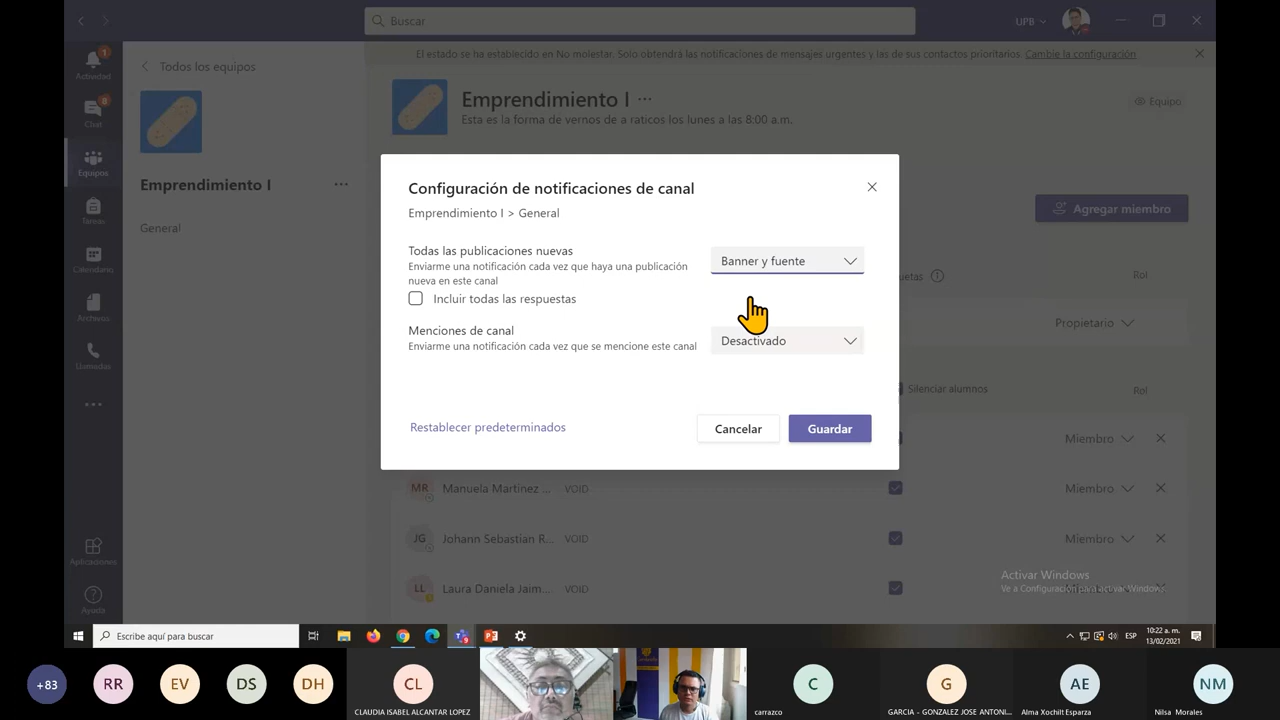 Buscar
UPB
El estado se ha establecido en No molestar. Solo obtendrá las notificaciones de mensajes urgentes y las de sus contactos prioritarios. Cambie la configuración.
Actividad
Chat
Equipos
Tareas
Calendario
Archivos
Llamadas
Aplicaciones
Ayuda
Todos los equipos
Emprendimiento I ...
General
Emprendimiento I ...
Esta es la forma de vernos de a raticos los lunes a las 8:00 a.m.
Equipo
Agregar miembro
Rol
Propietario
Silenciar alumnos
Rol
Miembro
Manuela Martínez ... VOID Miembro
Johann Sebastian R... VOID Miembro
Laura Daniela Jaim... VOID
Configuración de notificaciones de canal
Emprendimiento I > General
Todas las publicaciones nuevas
Enviarme una notificación cada vez que haya una publicación
nueva en este canal
Banner y fuente
Incluir todas las respuestas
Menciones de canal
Enviarme una notificación cada vez que se mencione este canal
Desactivado
Restablecer predeterminados
Cancelar
Guardar
MR
JG
LL
Activar Windows
Ve a Configuración para activar Windows.
Escribe aquí para buscar
ESP
10:22 a. m.
13/02/2021
+83
RR
EV
DS
DH
CL
CLAUDIA ISABEL ALCANTAR LOPEZ
C
carrazco
G
GARCIA - GONZALEZ JOSE ANTONI...
AE
Alma Xochilt Esparza
NM
Nilsa Morales